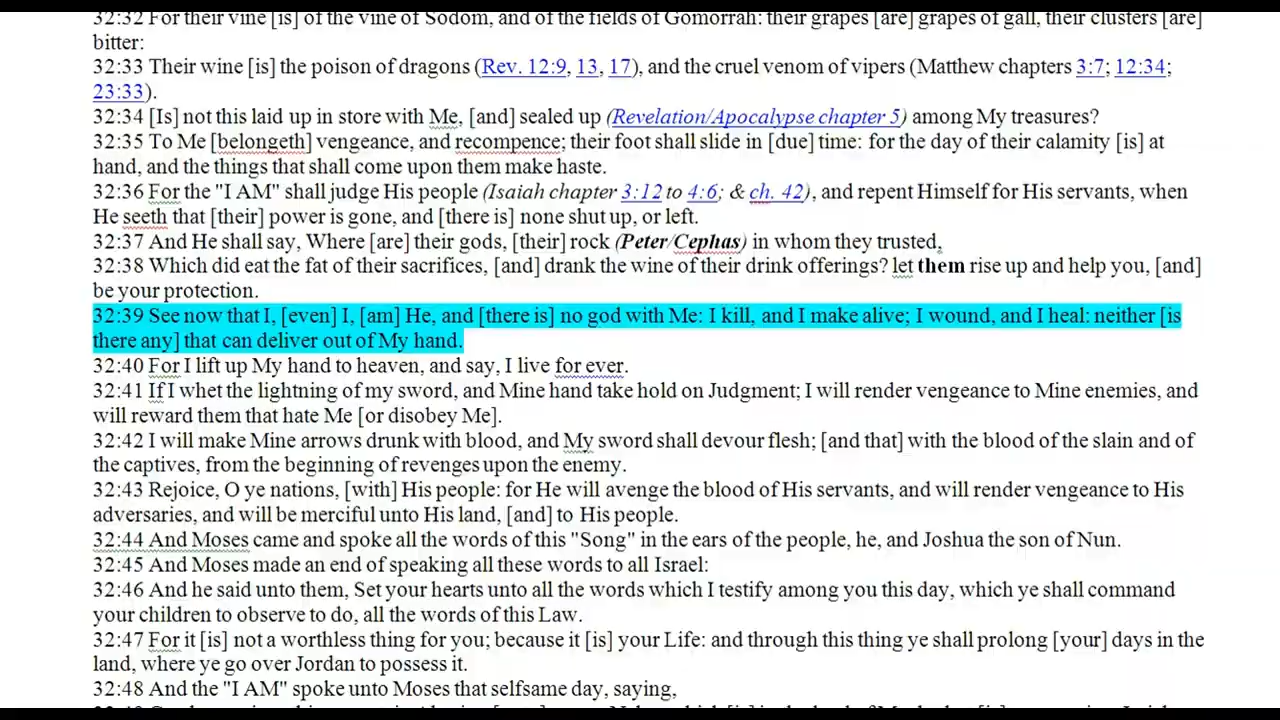 32:32 For their vine [is] of the vine of Sodom, and of the fields of Gomorrah: their grapes [are] grapes of gall, their clusters [are]
bitter:
32:33 Their wine [is] the poison of dragons (Rev. 12:9, 13, 17), and the cruel venom of vipers (Matthew chapters 3:7; 12:34;
23:33).
32:34 [Is] not this laid up in store with Me, [and] sealed up (Revelation/Apocalypse chapter 5) among My treasures?
32:35 To Me [belongeth] vengeance, and recompence; their foot shall slide in [due] time: for the day of their calamity [is] at
hand, and the things that shall come upon them make haste.
32:36 For the "I AM" shall judge His people (Isaiah chapter 3:12 to 4:6; & ch. 42), and repent Himself for His servants, when
He seeth that [their] power is gone, and [there is] none shut up, or left.
32:37 And He shall say, Where [are] their gods, [their] rock (Peter/Cephas) in whom they trusted,
32:38 Which did eat the fat of their sacrifices, [and] drank the wine of their drink offerings? let them rise up and help you, [and]
be your protection.
32:39 See now that I, [even] I, [am] He, and [there is] no god with Me: I kill, and I make alive; I wound, and I heal: neither [is
there any] that can deliver out of My hand.
32:40 For I lift up My hand to heaven, and say, I live for ever.
32:41 If I whet the lightning of my sword, and Mine hand take hold on Judgment; I will render vengeance to Mine enemies, and
will reward them that hate Me [or disobey Me].
32:42 I will make Mine arrows drunk with blood, and My sword shall devour flesh; [and that] with the blood of the slain and of
the captives, from the beginning of revenges upon the enemy.
32:43 Rejoice, O ye nations, [with] His people: for He will avenge the blood of His servants, and will render vengeance to His
adversaries, and will be merciful unto His land, [and] to His people.
32:44 And Moses came and spoke all the words of this "Song" in the ears of the people, he, and Joshua the son of Nun.
32:45 And Moses made an end of speaking all these words to all Israel:
32:46 And he said unto them, Set your hearts unto all the words which I testify among you this day, which ye shall command
your children to observe to do, all the words of this Law.
32:47 For it [is] not a worthless thing for you; because it [is] your Life: and through this thing ye shall prolong [your] days in the
land, where ye go over Jordan to possess it.
32:48 And the "I AM" spoke unto Moses that selfsame day, saying,